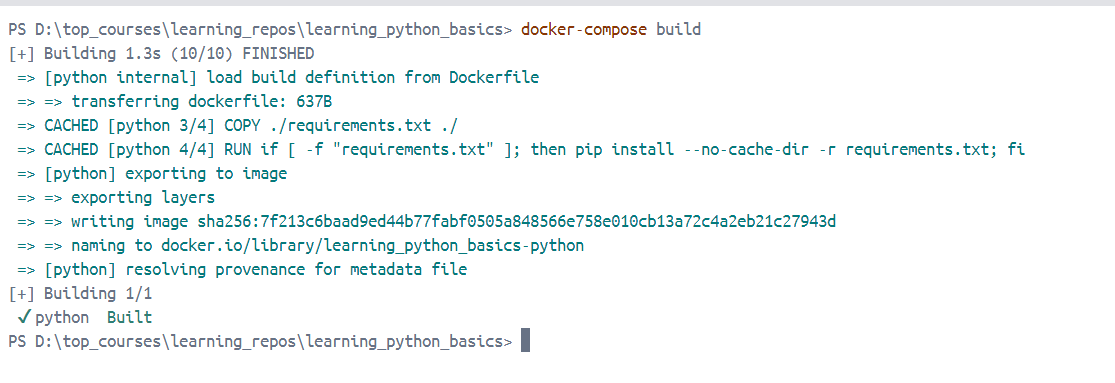 PS D:\top_courses\learning_repos\learning_python_basics> docker-compose build
[+] Building 1.3s (10/10) FINISHED
=> [python internal] load build definition from Dockerfile
=> => transferring dockerfile: 637B
=> CACHED [python 3/4] COPY ./requirements.txt ./
=> CACHED [python 4/4] RUN if [ -f "requirements.txt" ]; then pip install --no-cache-dir -r requirements.txt; fi
=> [python] exporting to image
=> => exporting layers
=> => writing image sha256:7f213c6baad9ed44b77fabf0505a848566e758e010cb13a72c4a2eb21c27943d
=> => naming to docker.io/library/learning_python_basics-python
=> [python] resolving provenance for metadata file
[+] Building 1/1
✓ python  Built
PS D:\top_courses\learning_repos\learning_python_basics>